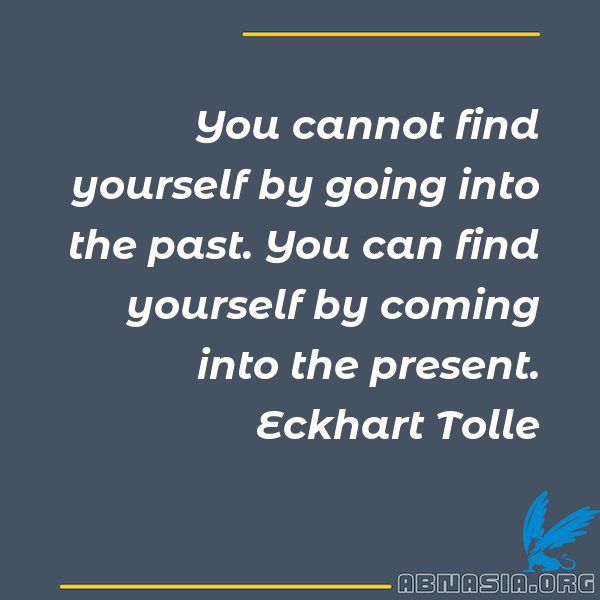 You cannot find
yourself by going into
the past. You can find
yourself by coming
into the present.
Eckhart Tolle
ABNASIA.ORG